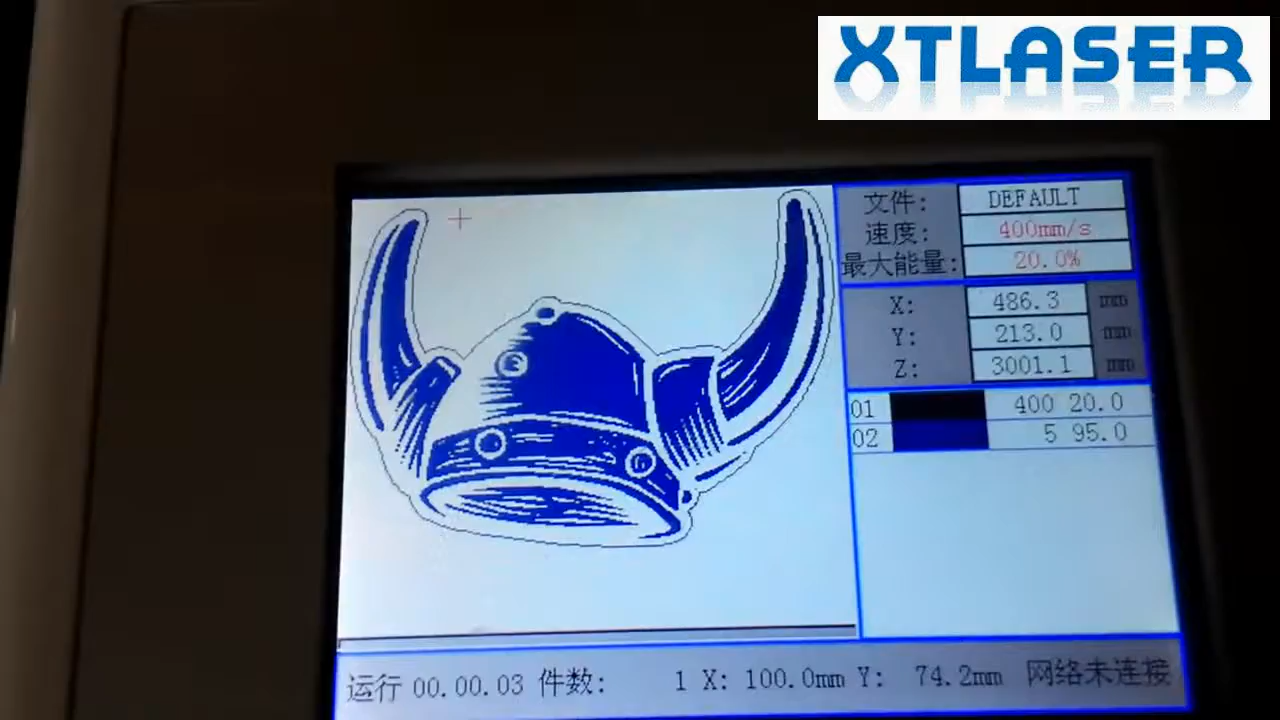 XTLASER
文件: DEFAULT
速度: 400mm/s
最大能量: 20.0%
X: 486.3 mm
Y: 213.0 mm
Z: 3001.1 mm
01 400 20.0
02 5 95.0
运行 00.00.03 件数: 1 X: 100.0mm Y: 74.2mm 网络未连接